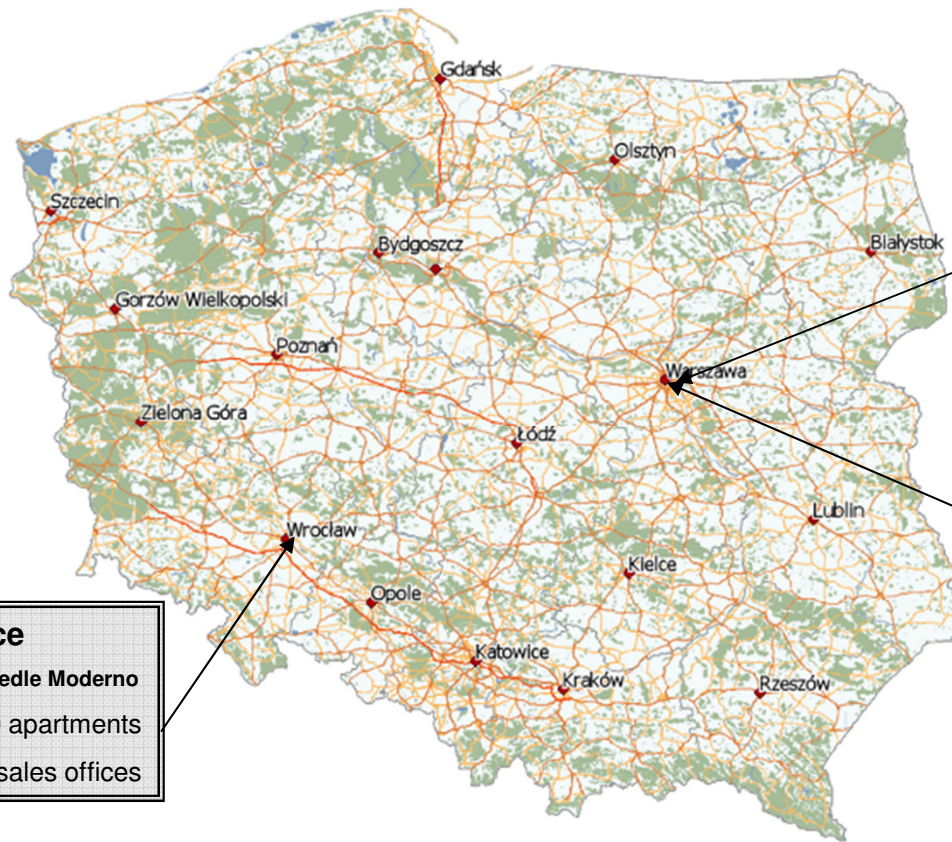 Gdańsk
Olsztyn
Szczecin
Bydgoszcz
Białystok
Gorzów Wielkopolski
Poznań
Warszawa
Zielona Góra
Łódź
Lublin
Wrocław
Kielce
Opole
Katowice
Kraków
Rzeszów
ce
edle Moderno
apartments
sales offices